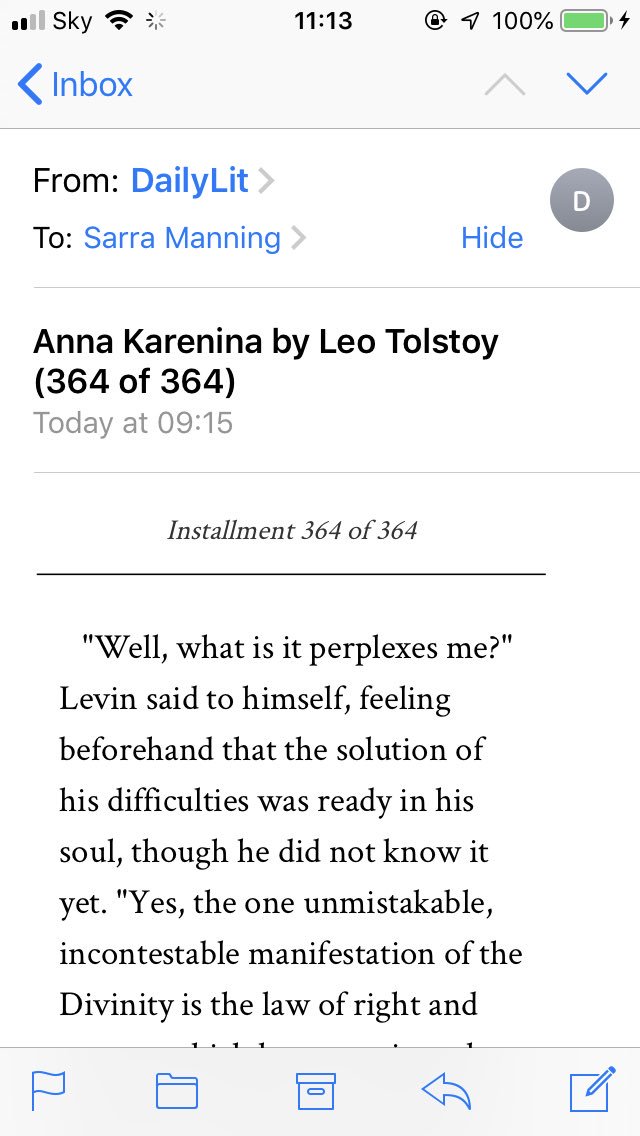 Sky 11:13 100%
Inbox
From: DailyLit
D
To: Sarra Manning Hide
Anna Karenina by Leo Tolstoy
(364 of 364)
Today at 09:15
Installment 364 of 364
"Well, what is it perplexes me?"
Levin said to himself, feeling
beforehand that the solution of
his difficulties was ready in his
soul, though he did not know it
yet. "Yes, the one unmistakable,
incontestable manifestation of the
Divinity is the law of right and